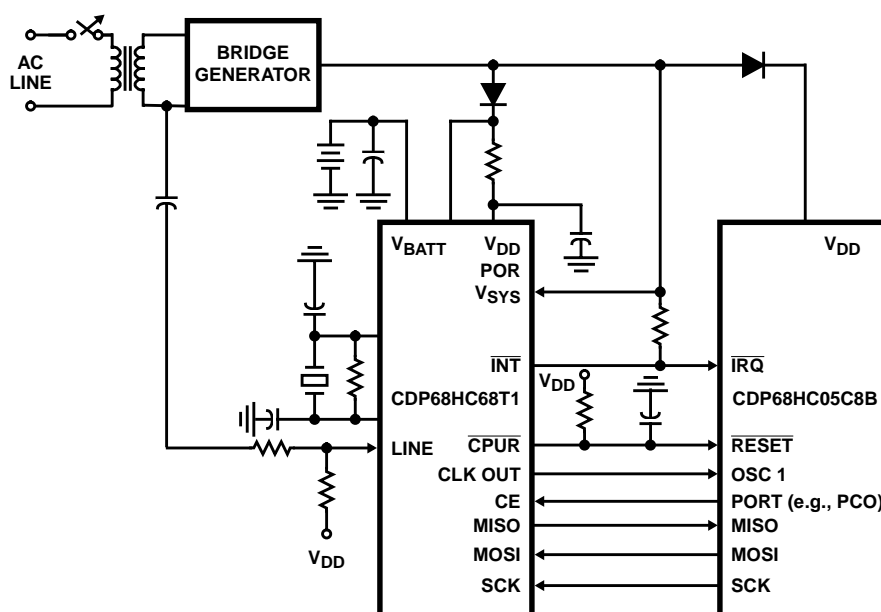 AC
LINE
BRIDGE
GENERATOR
VBATT
VDD
POR
VSYS
VDD
INT
VDD
IRQ
CDP68HC68T1
CDP68HC05C8B
LINE
CPUR
RESET
CLK OUT
OSC 1
CE
PORT (e.g., PCO)
MISO
MISO
VDD
MOSI
MOSI
SCK
SCK